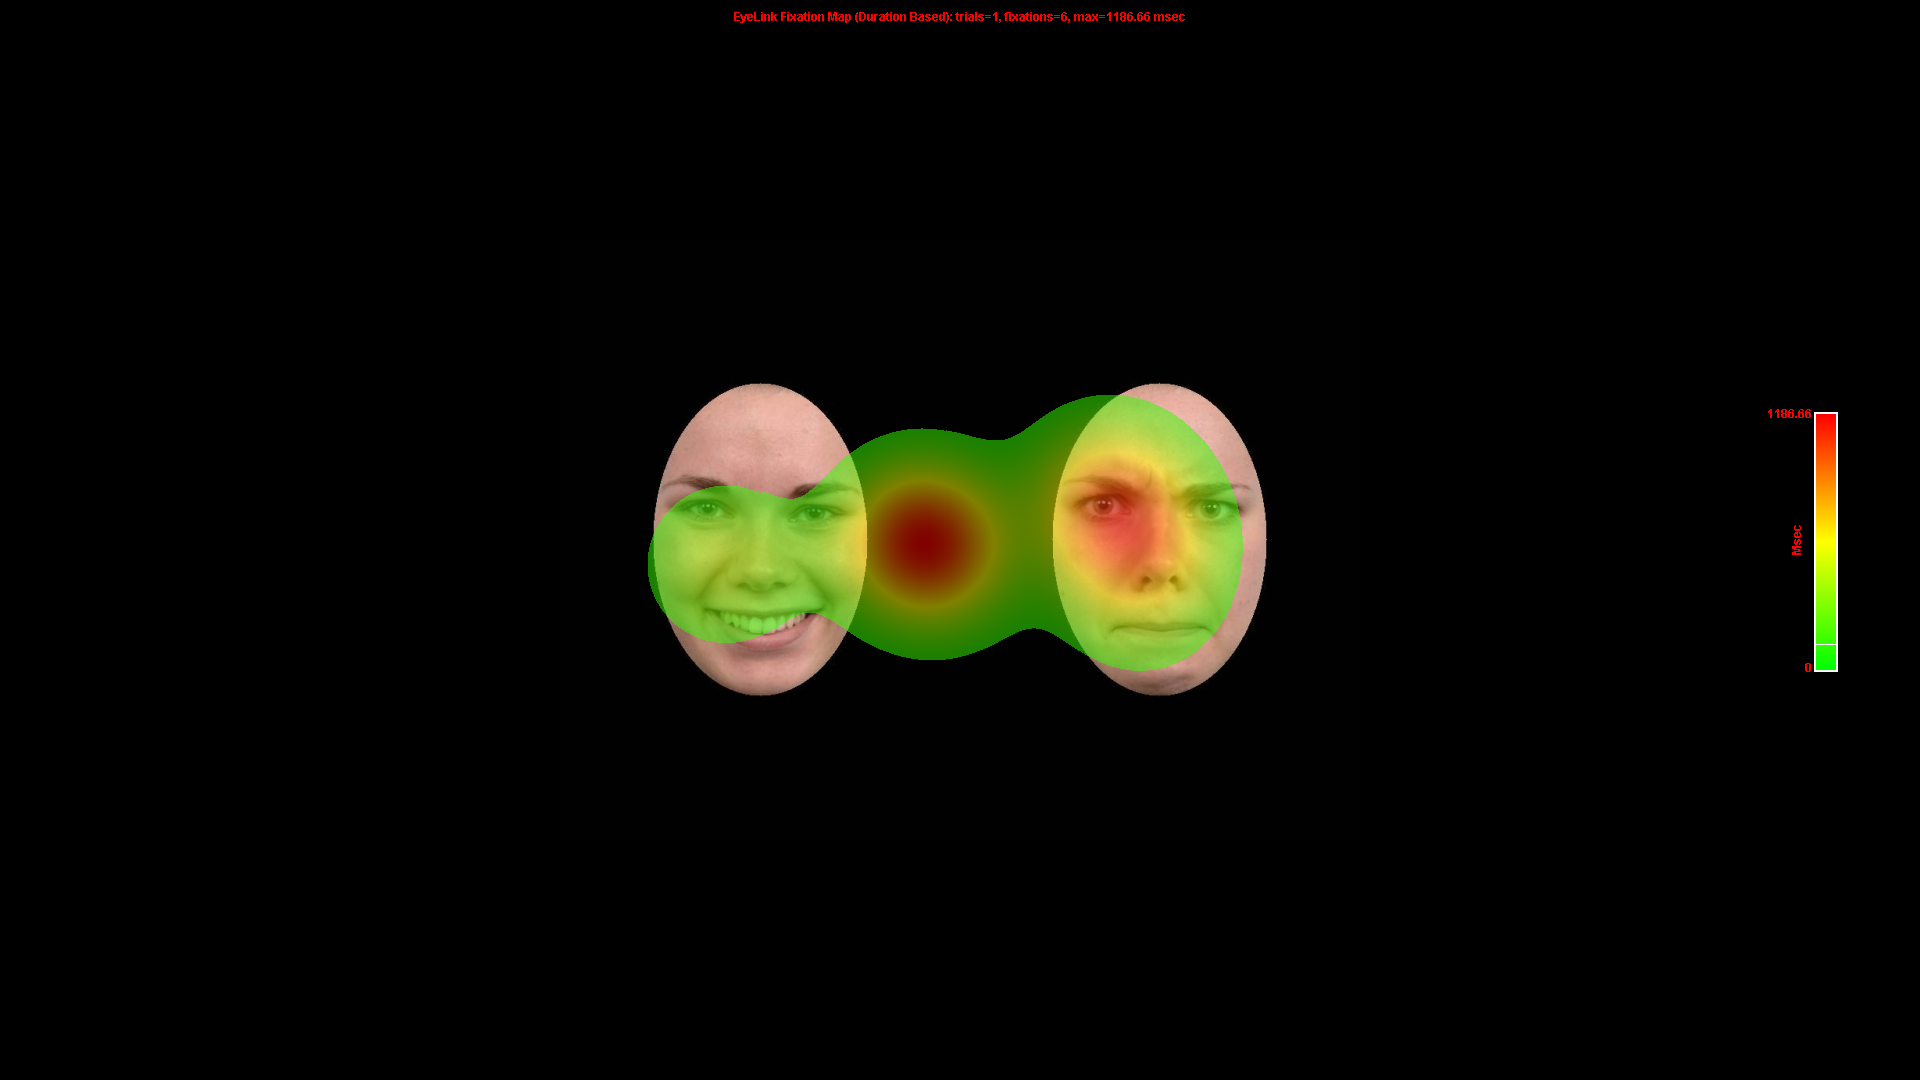 EyeLink Fixation Map (Duration Based): trials=1, fixations=6, max=1186.66 msec
1186.66
Msec
0